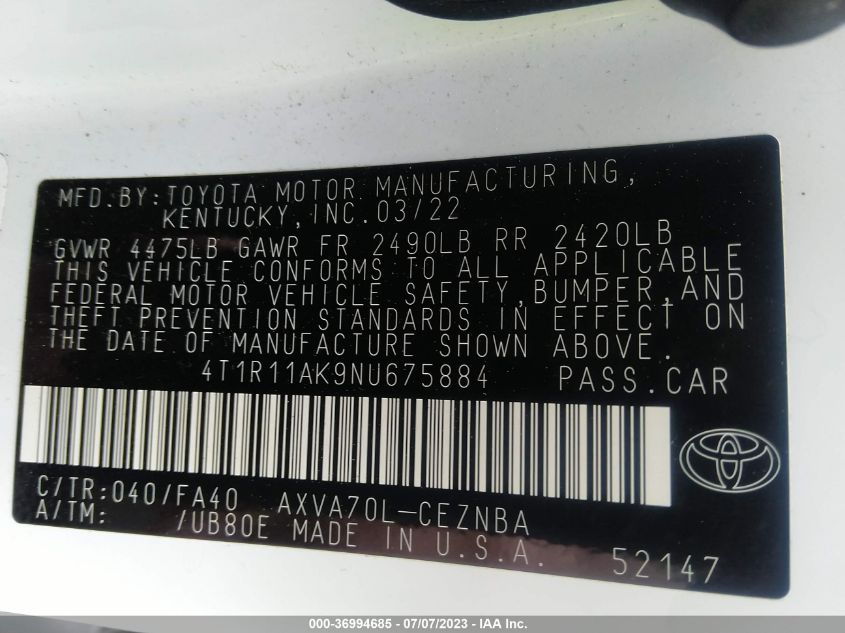 MFD.BY:TOYOTA MOTOR MANUFACTURING,
KENTUCKY,INC.03/22
GVWR 4475LB GAWR FR 2490LB RR 2420LB
THIS VEHICLE CONFORMS TO ALL APPLICABLE
FEDERAL MOTOR VEHICLE SAFETY,BUMPER,AND
THEFT PREVENTION STANDARDS IN EFFECT ON
THE DATE OF MANUFACTURE SHOWN ABOVE.
4T1R11AK9NU675884 PASS.CAR
C/TR:040/FA40 AXVA70L-CEZNBA
A/TM: /UB80E MADE IN U.S.A. 52147
000-36994685 - 07/07/2023 - IAA Inc.